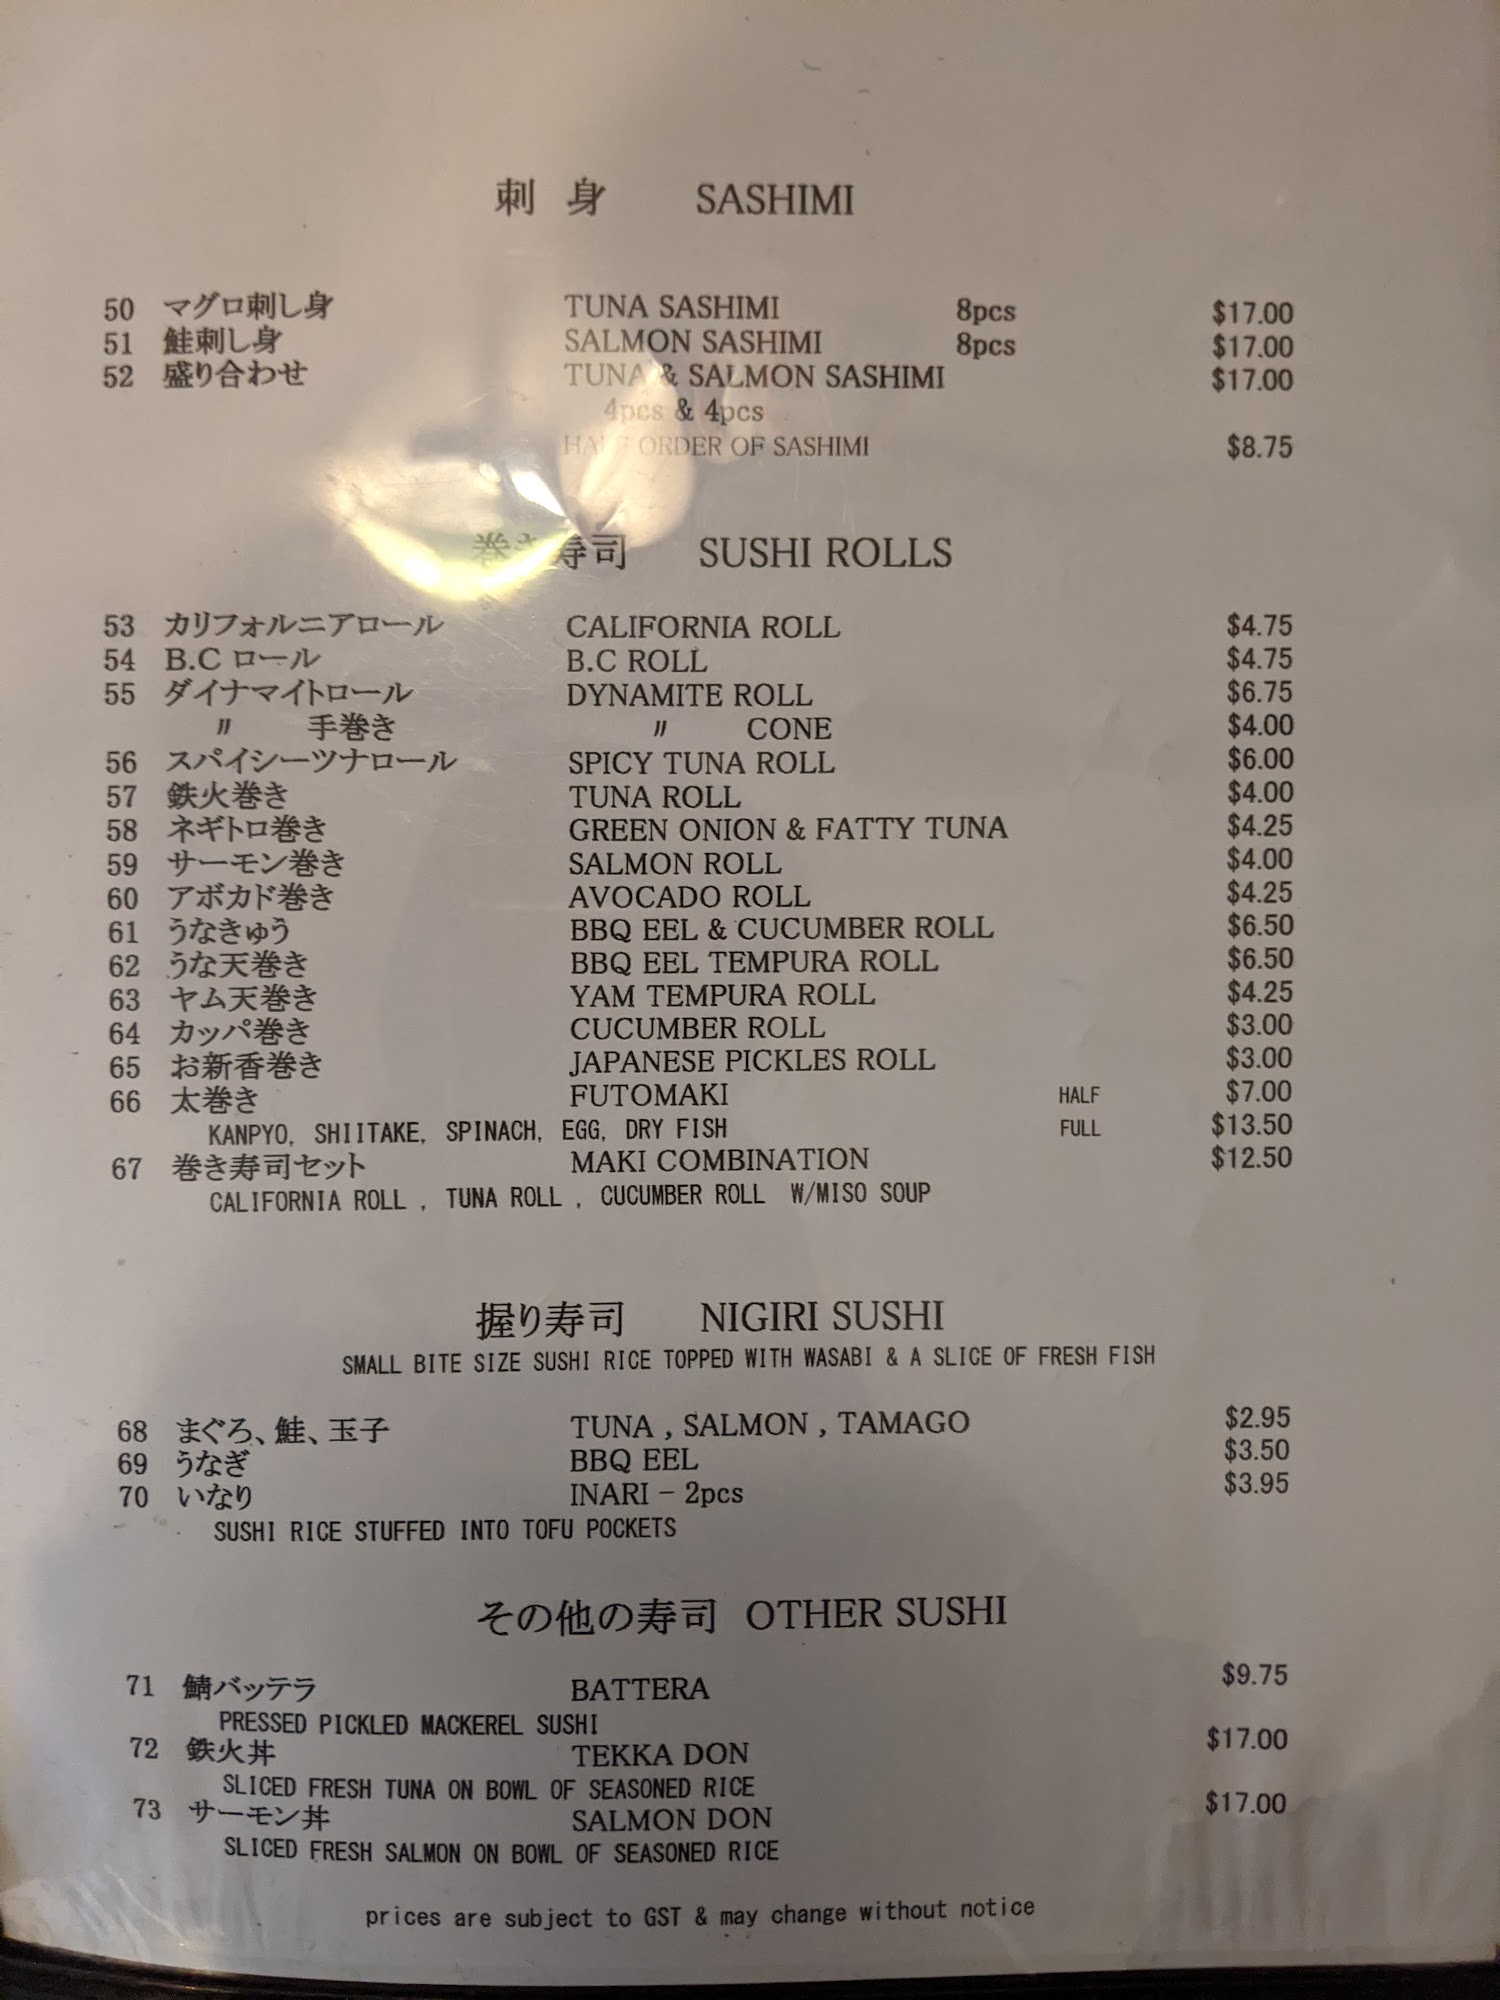 刺 身 SASHIMI
50 マグロ刺し身 TUNA SASHIMI 8pcs $17.00
51 鮭刺し身 SALMON SASHIMI 8pcs $17.00
52 盛り合わせ TUNA & SALMON SASHIMI $17.00
4pcs & 4pcs
HALF ORDER OF SASHIMI $8.75
巻き寿司 SUSHI ROLLS
53 カリフォルニアロール CALIFORNIA ROLL $4.75
54 B.C ロール B.C ROLL $4.75
55 ダイナマイトロール DYNAMITE ROLL $6.75
〃 手巻き 〃 CONE $4.00
56 スパイシーツナロール SPICY TUNA ROLL $6.00
57 鉄火巻き TUNA ROLL $4.00
58 ネギトロ巻き GREEN ONION & FATTY TUNA $4.25
59 サーモン巻き SALMON ROLL $4.00
60 アボカド巻き AVOCADO ROLL $4.25
61 うなきゅう BBQ EEL & CUCUMBER ROLL $6.50
62 うな天巻き BBQ EEL TEMPURA ROLL $6.50
63 ヤム天巻き YAM TEMPURA ROLL $4.25
64 カッパ巻き CUCUMBER ROLL $3.00
65 お新香巻き JAPANESE PICKLES ROLL $3.00
66 太巻き FUTOMAKI HALF $7.00
KANPYO, SHIITAKE, SPINACH, EGG, DRY FISH FULL $13.50
67 巻き寿司セット MAKI COMBINATION $12.50
CALIFORNIA ROLL , TUNA ROLL , CUCUMBER ROLL W/MISO SOUP
握り寿司 NIGIRI SUSHI
SMALL BITE SIZE SUSHI RICE TOPPED WITH WASABI & A SLICE OF FRESH FISH
68 まぐろ、鮭、玉子 TUNA , SALMON , TAMAGO $2.95
69 うなぎ BBQ EEL $3.50
70 いなり INARI - 2pcs $3.95
SUSHI RICE STUFFED INTO TOFU POCKETS
その他の寿司 OTHER SUSHI
71 鯖バッテラ BATTERA $9.75
PRESSED PICKLED MACKEREL SUSHI
72 鉄火丼 TEKKA DON $17.00
SLICED FRESH TUNA ON BOWL OF SEASONED RICE
73 サーモン丼 SALMON DON $17.00
SLICED FRESH SALMON ON BOWL OF SEASONED RICE
prices are subject to GST & may change without notice